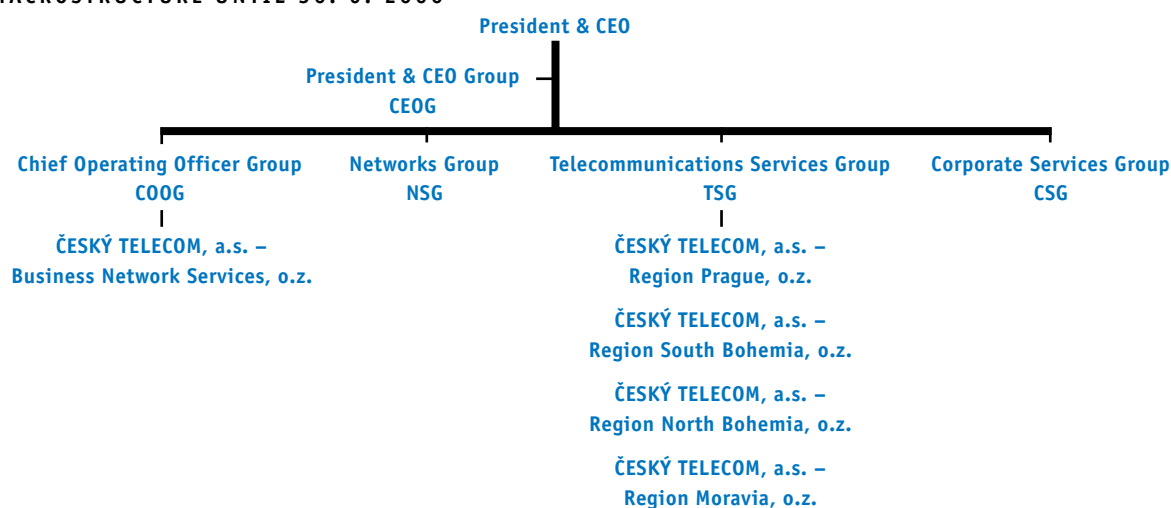 MACROSTRUCTURE UNTIL
President & CEO
President & CEO Group
CEOG
Chief Operating Officer Group
COOG
Networks Group
NSG
Telecommunications Services Group
TSG
Corporate Services Group
CSG
ČESKÝ TELECOM, a.s. –
Business Network Services, o.z.
ČESKÝ TELECOM, a.s. –
Region Prague, o.z.
ČESKÝ TELECOM, a.s. –
Region South Bohemia, o.z.
ČESKÝ TELECOM, a.s. –
Region North Bohemia, o.z.
ČESKÝ TELECOM, a.s. –
Region Moravia, o.z.